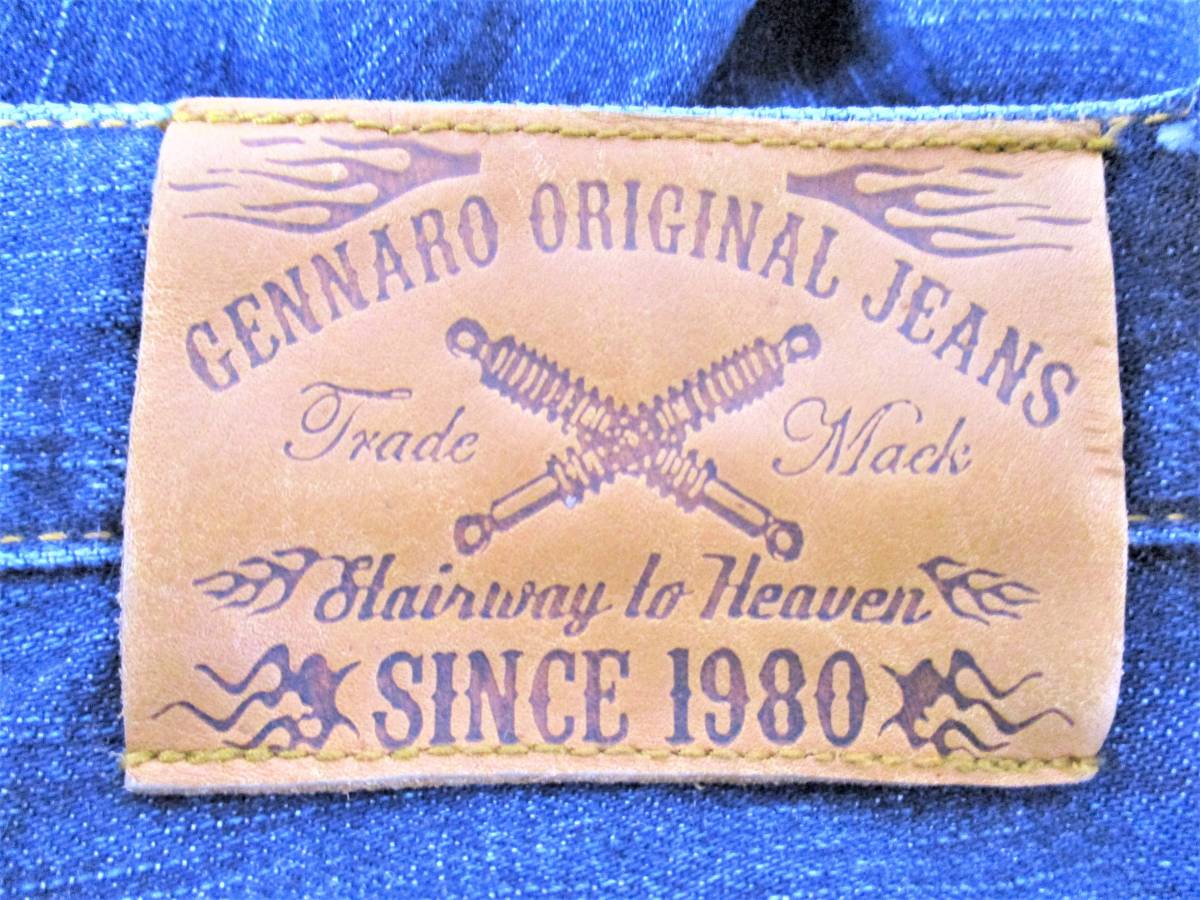 GENNARO ORIGINAL JEANS
Trade Mack
Stairway to Heaven
SINCE 1980